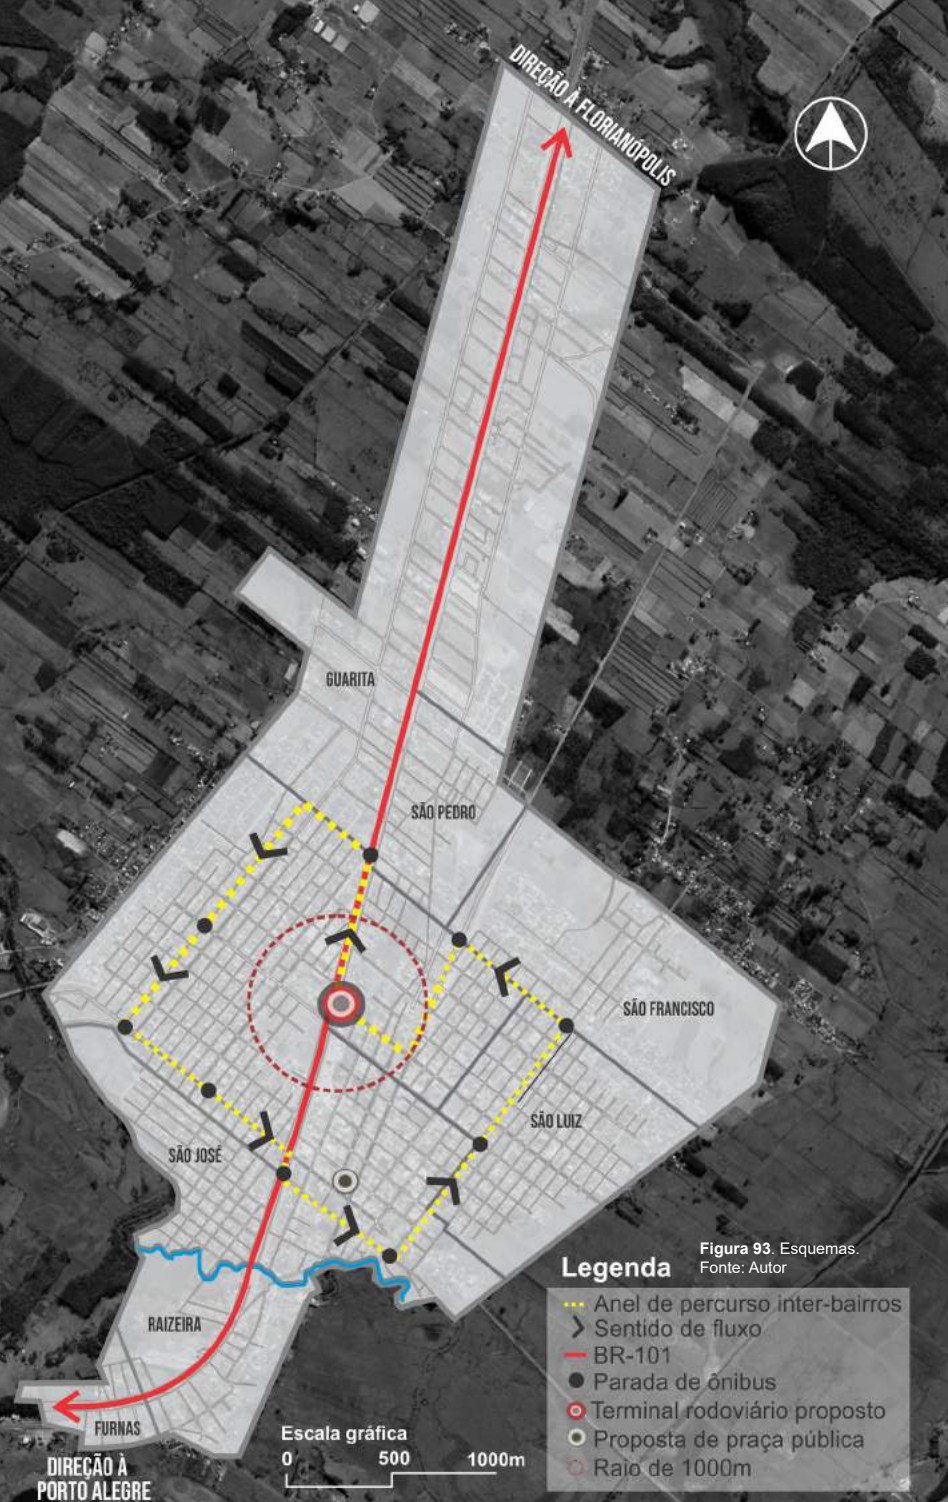 DIREÇÃO À FLORIANÓPOLIS
GUARITA
SÃO PEDRO
SÃO FRANCISCO
SÃO LUIZ
SÃO JOSÉ
RAIZEIRA
FURNAS
DIREÇÃO À
PORTO ALEGRE
Escala gráfica
0 500 1000m
Figura 93. Esquemas.
Fonte: Autor
Legenda
Anel de percurso inter-bairros
Sentido de fluxo
BR-101
Parada de ônibus
Terminal rodoviário proposto
Proposta de praça pública
Raio de 1000m